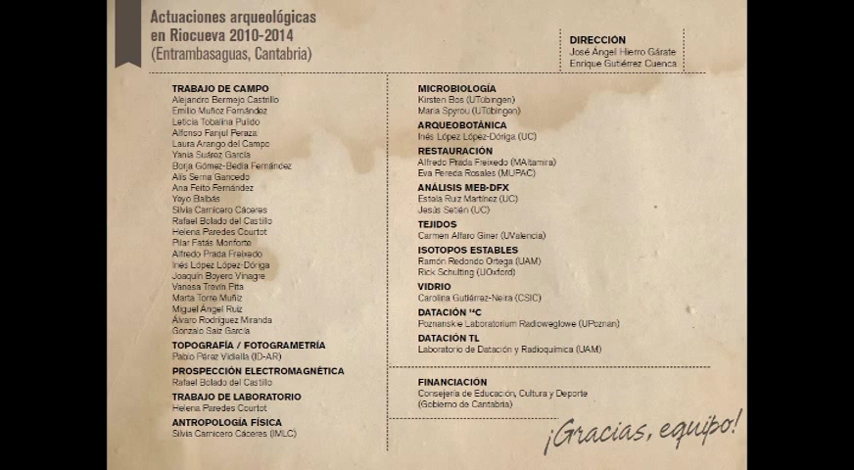 Actuaciones arqueológicas
en Riocueva 2010-2014
(Entrambasaguas, Cantabria)
DIRECCIÓN
José Ángel Hierro Gárate
Enrique Gutiérrez Cuenca
TRABAJO DE CAMPO
Alejandro Bermejo Castrillo
Emilio Muñoz Fernández
Leticia Tobalina Pulido
Alfonso Fanjul Peraza
Laura Arango del Campo
Yania Suárez García
Borja Gómez-Bedia Fernández
Alís Serna Gancedo
Ana Feito Fernández
Yoyo Balbás
Silvia Carnicero Cáceres
Rafael Bolado del Castillo
Helena Paredes Courtot
Pilar Fatás Monforte
Alfredo Prada Freixedo
Inés López López-Dóriga
Joaquín Boyero Vinagre
Vanesa Trevín Pita
Marta Torre Muñiz
Miguel Ángel Ruiz
Álvaro Rodríguez Miranda
Gonzalo Saiz García
TOPOGRAFÍA / FOTOGRAMETRÍA
Pablo Pérez Vidiella (ID-AR)
PROSPECCIÓN ELECTROMAGNÉTICA
Rafael Bolado del Castillo
TRABAJO DE LABORATORIO
Helena Paredes Courtot
ANTROPOLOGÍA FÍSICA
Silvia Carnicero Cáceres (IMLC)
MICROBIOLOGÍA
Kirsten Bos (UTübingen)
Maria Spyrou (UTübingen)
ARQUEOBOTÁNICA
Inés López López-Dóriga (UC)
RESTAURACIÓN
Alfredo Prada Freixedo (MAltamira)
Eva Pereda Rosales (MUPAC)
ANÁLISIS MEB-DFX
Estela Ruiz Martínez (UC)
Jesús Setién (UC)
TEJIDOS
Carmen Alfaro Giner (UValencia)
ISOTOPOS ESTABLES
Ramón Redondo Ortega (UAM)
Rick Schulting (UOxford)
VIDRIO
Carolina Gutiérrez-Neira (CSIC)
DATACIÓN ¹⁴C
Poznanskie Laboratorium Radioweglowe (UPoznan)
DATACIÓN TL
Laboratorio de Datación y Radioquímica (UAM)
FINANCIACIÓN
Consejería de Educación, Cultura y Deporte
(Gobierno de Cantabria)
¡Gracias, equipo!